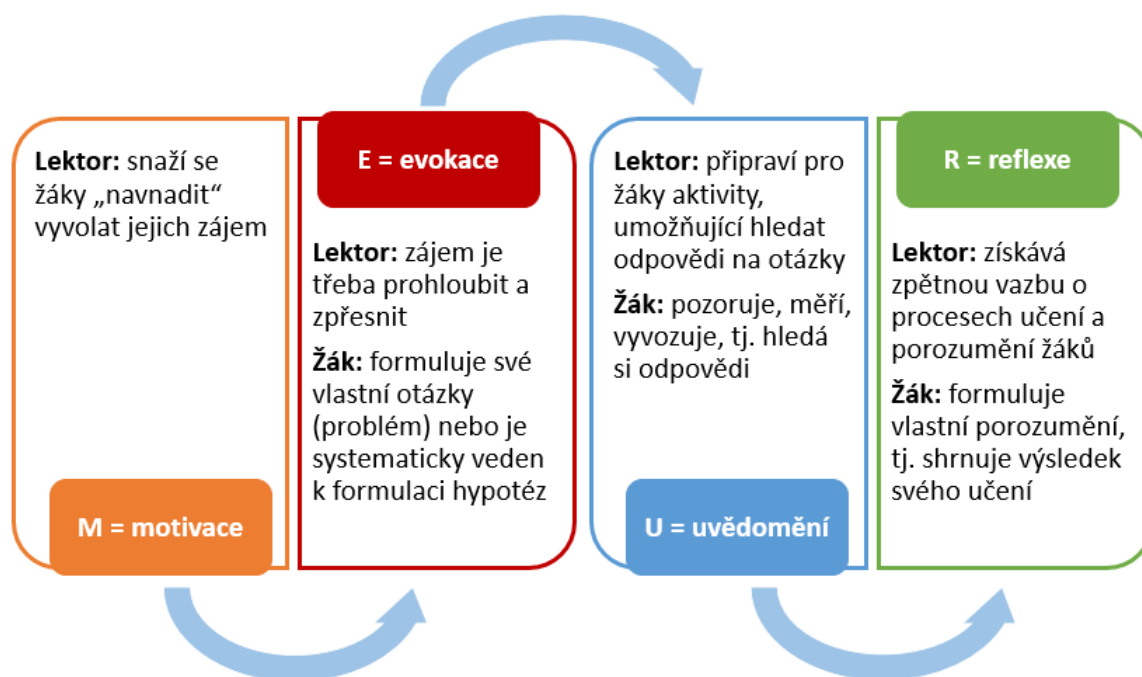 Lektor: snaží se
žáky „navnadit“
vyvolat jejich zájem
M = motivace
E = evokace
Lektor: zájem je
třeba prohloubit a
zpřesnit
Žák: formuluje své
vlastní otázky
(problém) nebo je
systematicky veden
k formulaci hypotéz
Lektor: připraví pro
žáky aktivity,
umožňující hledat
odpovědi na otázky
Žák: pozoruje, měří,
vyvozuje, tj. hledá
si odpovědi
U = uvědomění
R = reflexe
Lektor: získává
zpětnou vazbu o
procesech učení a
porozumění žáků
Žák: formuluje
vlastní porozumění,
tj. shrnuje výsledek
svého učení